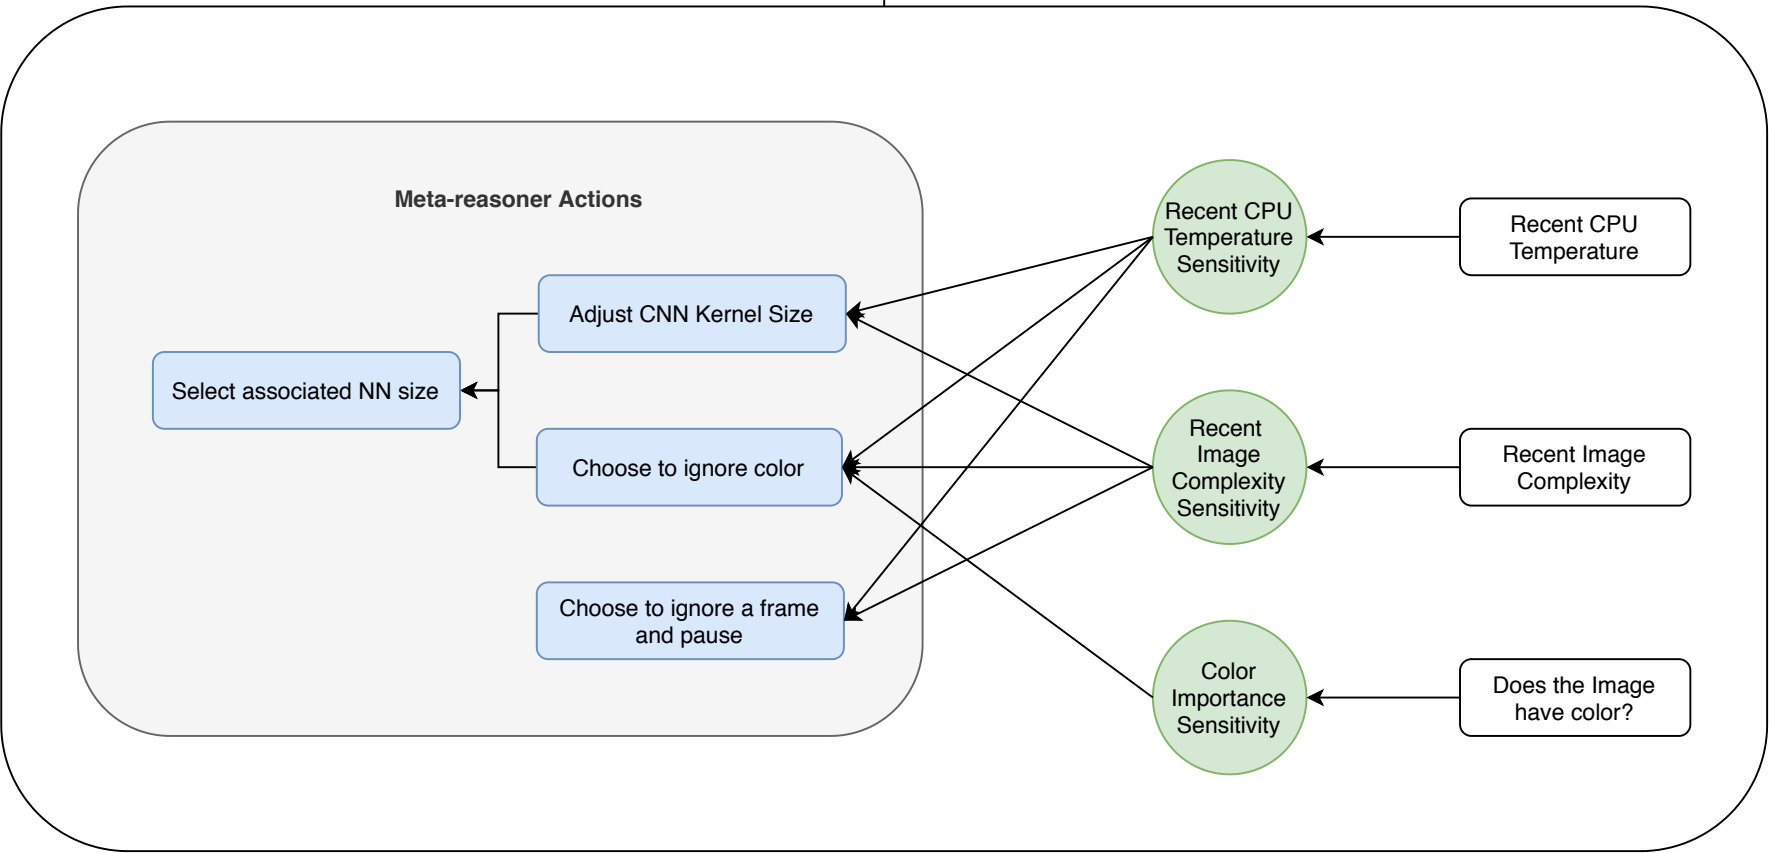 Meta-reasoner Actions
Select associated NN size
Adjust CNN Kernel Size
Choose to ignore color
Choose to ignore a frame
and pause
Recent CPU
Temperature
Sensitivity
Recent
Image
Complexity
Sensitivity
Color
Importance
Sensitivity
Recent CPU
Temperature
Recent Image
Complexity
Does the Image
have color?